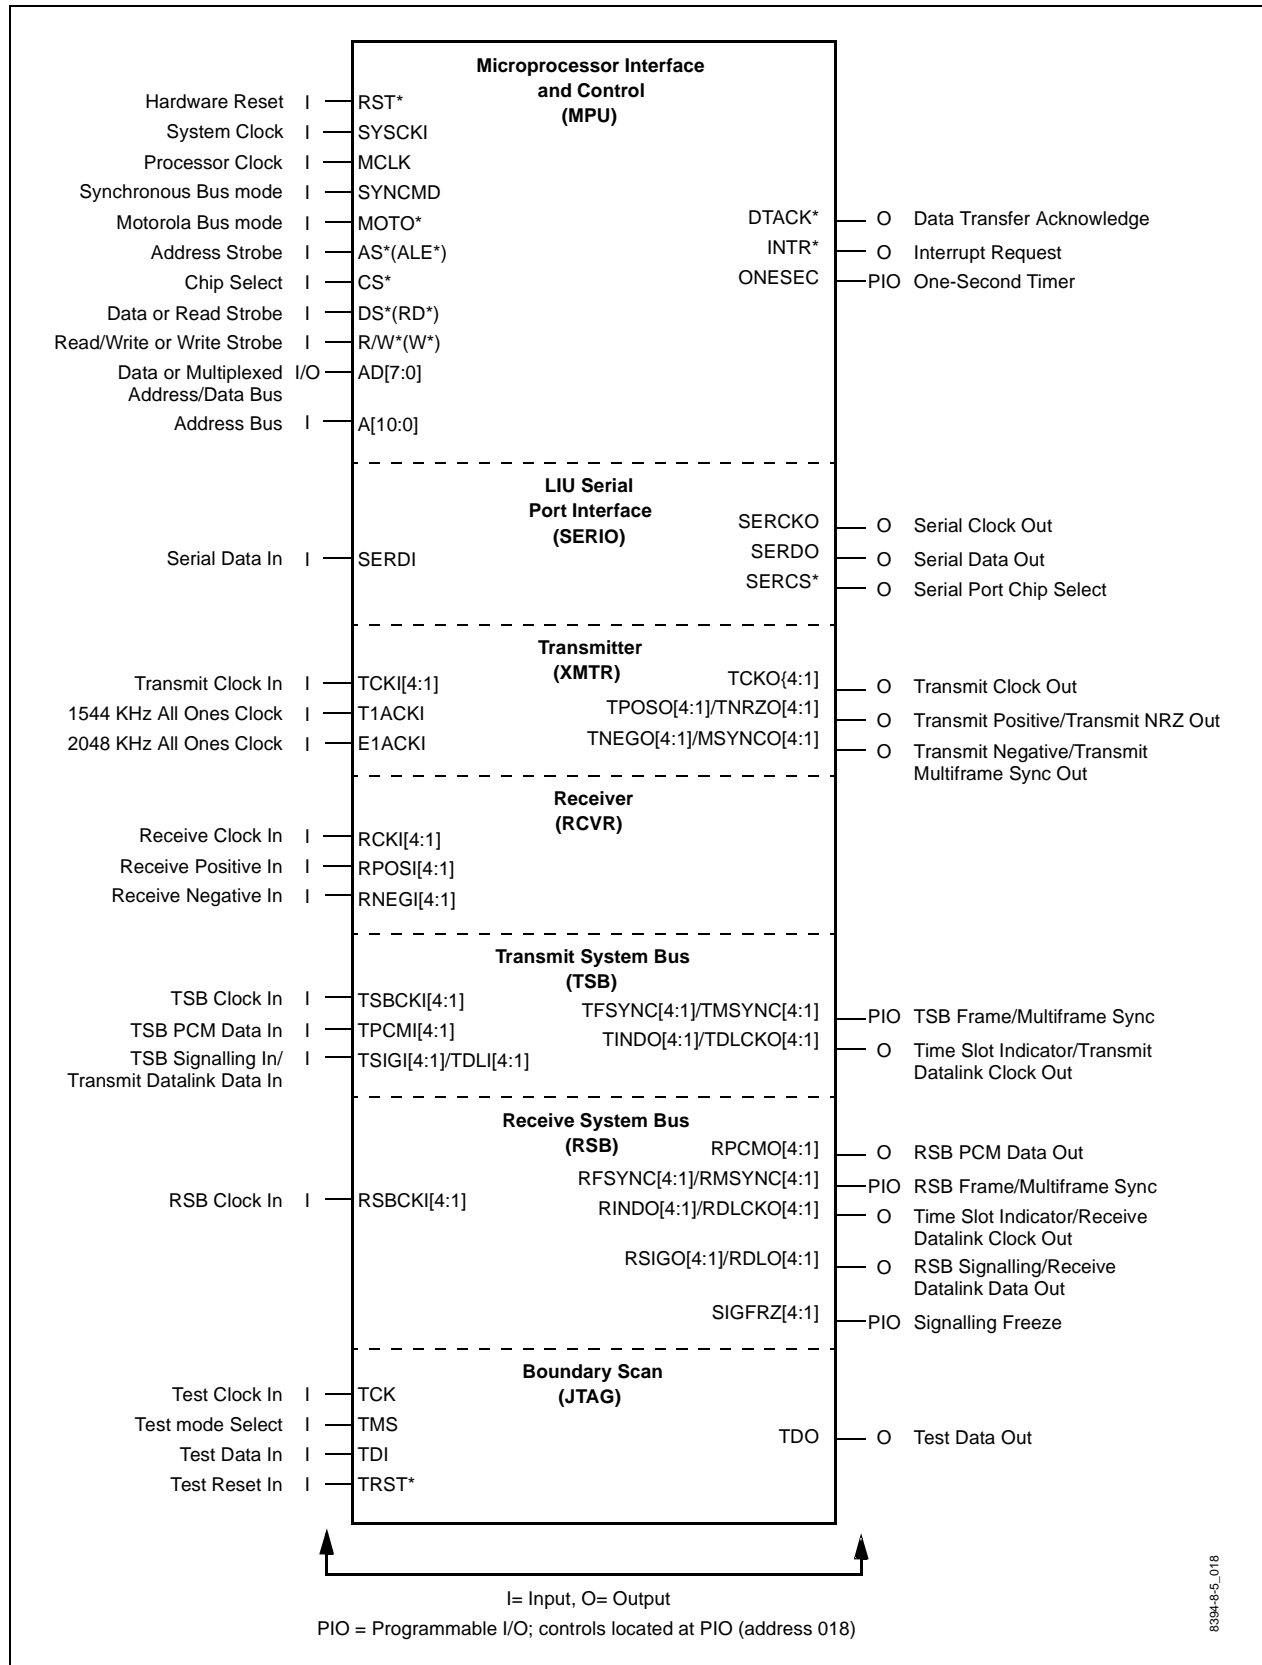 Microprocessor Interface
and Control
(MPU)
Hardware Reset I RST*
System Clock I SYSCKI
Processor Clock I MCLK
Synchronous Bus mode I SYNCMD
Motorola Bus mode I MOTO*
DTACK* O Data Transfer Acknowledge
Address Strobe I AS*(ALE*)
INTR* O Interrupt Request
Chip Select I CS*
ONESEC PIO One-Second Timer
Data or Read Strobe I DS*(RD*)
Read/Write or Write Strobe I R/W*(W*)
Data or Multiplexed I/O AD[7:0]
Address/Data Bus
Address Bus I A[10:0]
LIU Serial
Port Interface
(SERIO)
SERCKO O Serial Clock Out
Serial Data In I SERDI
SERDO O Serial Data Out
SERCS* O Serial Port Chip Select
Transmitter
(XMTR)
Transmit Clock In I TCKI[4:1]
TCKO{4:1] O Transmit Clock Out
1544 KHz All Ones Clock I T1ACKI
TPOSO[4:1]/TNRZO[4:1] O Transmit Positive/Transmit NRZ Out
2048 KHz All Ones Clock I E1ACKI
TNEGO[4:1]/MSYNCO[4:1] O Transmit Negative/Transmit
Multiframe Sync Out
Receiver
(RCVR)
Receive Clock In I RCKI[4:1]
Receive Positive In I RPOSI[4:1]
Receive Negative In I RNEGI[4:1]
Transmit System Bus
(TSB)
TSB Clock In I TSBCKI[4:1]
TFSYNC[4:1]/TMSYNC[4:1] PIO TSB Frame/Multiframe Sync
TSB PCM Data In I TPCMI[4:1]
TINDO[4:1]/TDLCKO[4:1] O Time Slot Indicator/Transmit
Datalink Clock Out
TSB Signalling In/ I TSIGI[4:1]/TDLI[4:1]
Transmit Datalink Data In
Receive System Bus
(RSB)
RPCMO[4:1] O RSB PCM Data Out
RFSYNC[4:1]/RMSYNC[4:1] PIO RSB Frame/Multiframe Sync
RSB Clock In I RSBCKI[4:1]
RINDO[4:1]/RDLCKO[4:1] O Time Slot Indicator/Receive
Datalink Clock Out
RSIGO[4:1]/RDLO[4:1] O RSB Signalling/Receive
Datalink Data Out
SIGFRZ[4:1] PIO Signalling Freeze
Boundary Scan
(JTAG)
Test Clock In I TCK
Test mode Select I TMS
TDO O Test Data Out
Test Data In I TDI
Test Reset In I TRST*
I= Input, O= Output
PIO = Programmable I/O; controls located at PIO (address 018)
8394-8-5_018